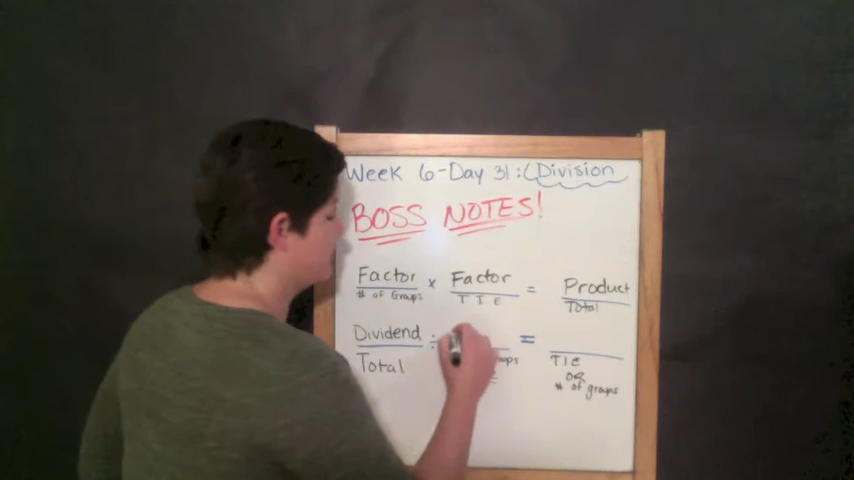 Week 6-Day 31: Division
BOSS NOTES!
Factor x Factor = Product
# of Groups T I E Total
Dividend ÷ =
Total TIE
OR
# of groups